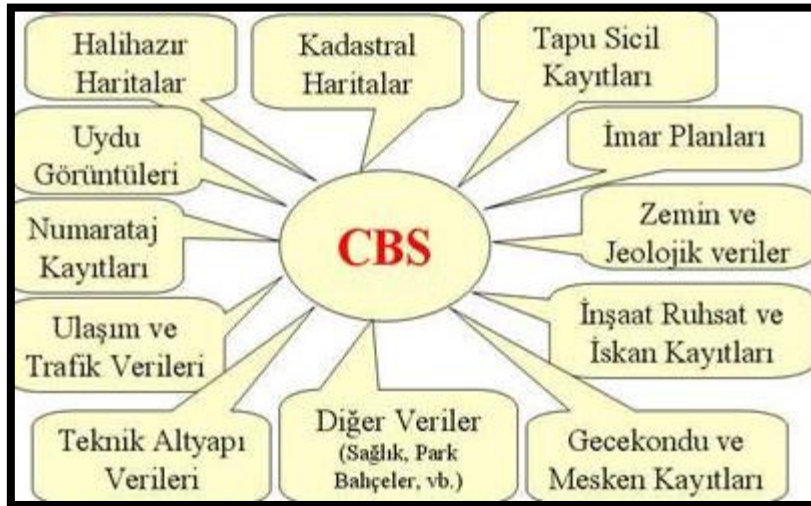 Halihazır
Haritalar
Kadastral
Haritalar
Tapu Sicil
Kayıtları
Uydu
Görüntüleri
İmar Planları
Numarataj
Kayıtları
CBS
Zemin ve
Jeolojik veriler
Ulaşım ve
Trafik Verileri
İnşaat Ruhsat ve
İskan Kayıtları
Teknik Altyapı
Verileri
Diğer Veriler
(Sağlık, Park
Bahçeler, vb.)
Gecekondu ve
Mesken Kayıtları